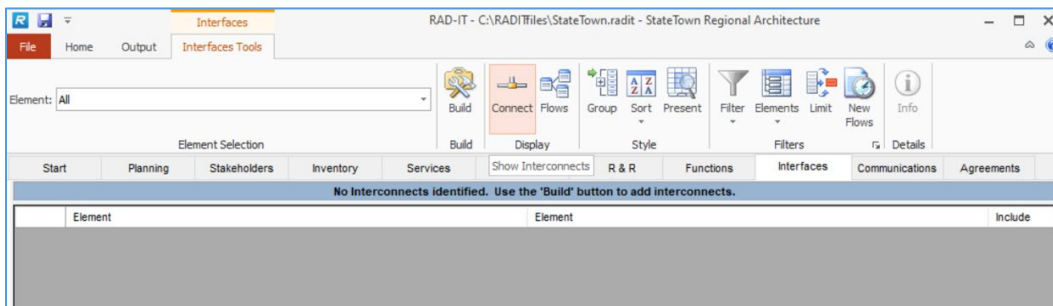 Interfaces
RAD-IT - C:\RADITfiles\StateTown.radit - StateTown Regional Architecture
File Home Output Interfaces Tools
Element: All
Build Connect Flows Group Sort Present Filter Elements Limit New Flows Info
Element Selection Build Display Style Filters Details
Start Planning Stakeholders Inventory Services Show Interconnects R & R Functions Interfaces Communications Agreements
No Interconnects identified. Use the 'Build' button to add interconnects.
Element Element Include